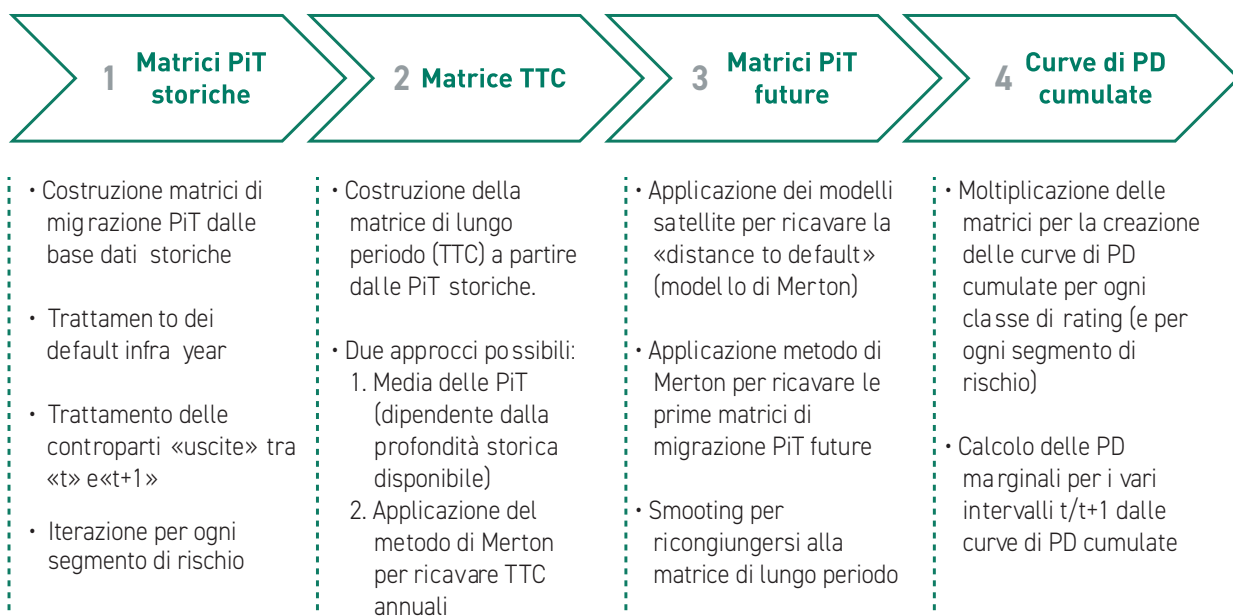 1 Matrici PiT
storiche
2 Matrice TTC
3 Matrici PiT
future
4 Curve di PD
cumulate
• Costruzione matrici di
migrazione PiT dalle
base dati storiche
• Trattamento dei
default infra year
• Trattamento delle
controparti «uscite» tra
«t» e«t+1»
• Iterazione per ogni
segmento di rischio
• Costruzione della
matrice di lungo
periodo (TTC) a partire
dalle PiT storiche.
• Due approcci possibili:
1. Media delle PiT
(dipendente dalla
profondità storica
disponibile)
2. Applicazione del
metodo di Merton
per ricavare TTC
annuali
• Applicazione dei modelli
satellite per ricavare la
«distance to default»
(modello di Merton)
• Applicazione metodo di
Merton per ricavare le
prime matrici di
migrazione PiT future
• Smooting per
ricongiungersi alla
matrice di lungo periodo
• Moltiplicazione delle
matrici per la creazione
delle curve di PD
cumulate per ogni
classe di rating (e per
ogni segmento di
rischio)
• Calcolo delle PD
marginali per i vari
intervalli t/t+1 dalle
curve di PD cumulate